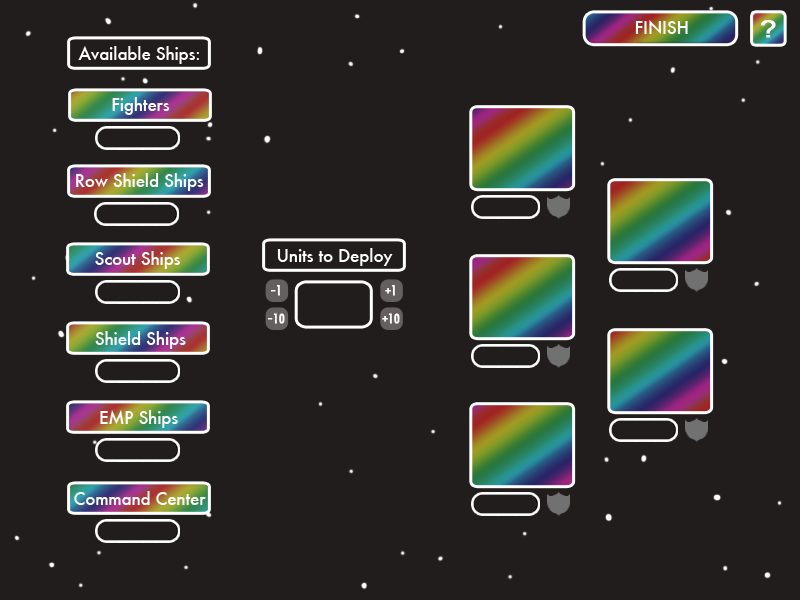 FINISH
?
Available Ships:
Fighters
Row Shield Ships
Scout Ships
Shield Ships
EMP Ships
Command Center
Units to Deploy
-1
+1
-10
+10